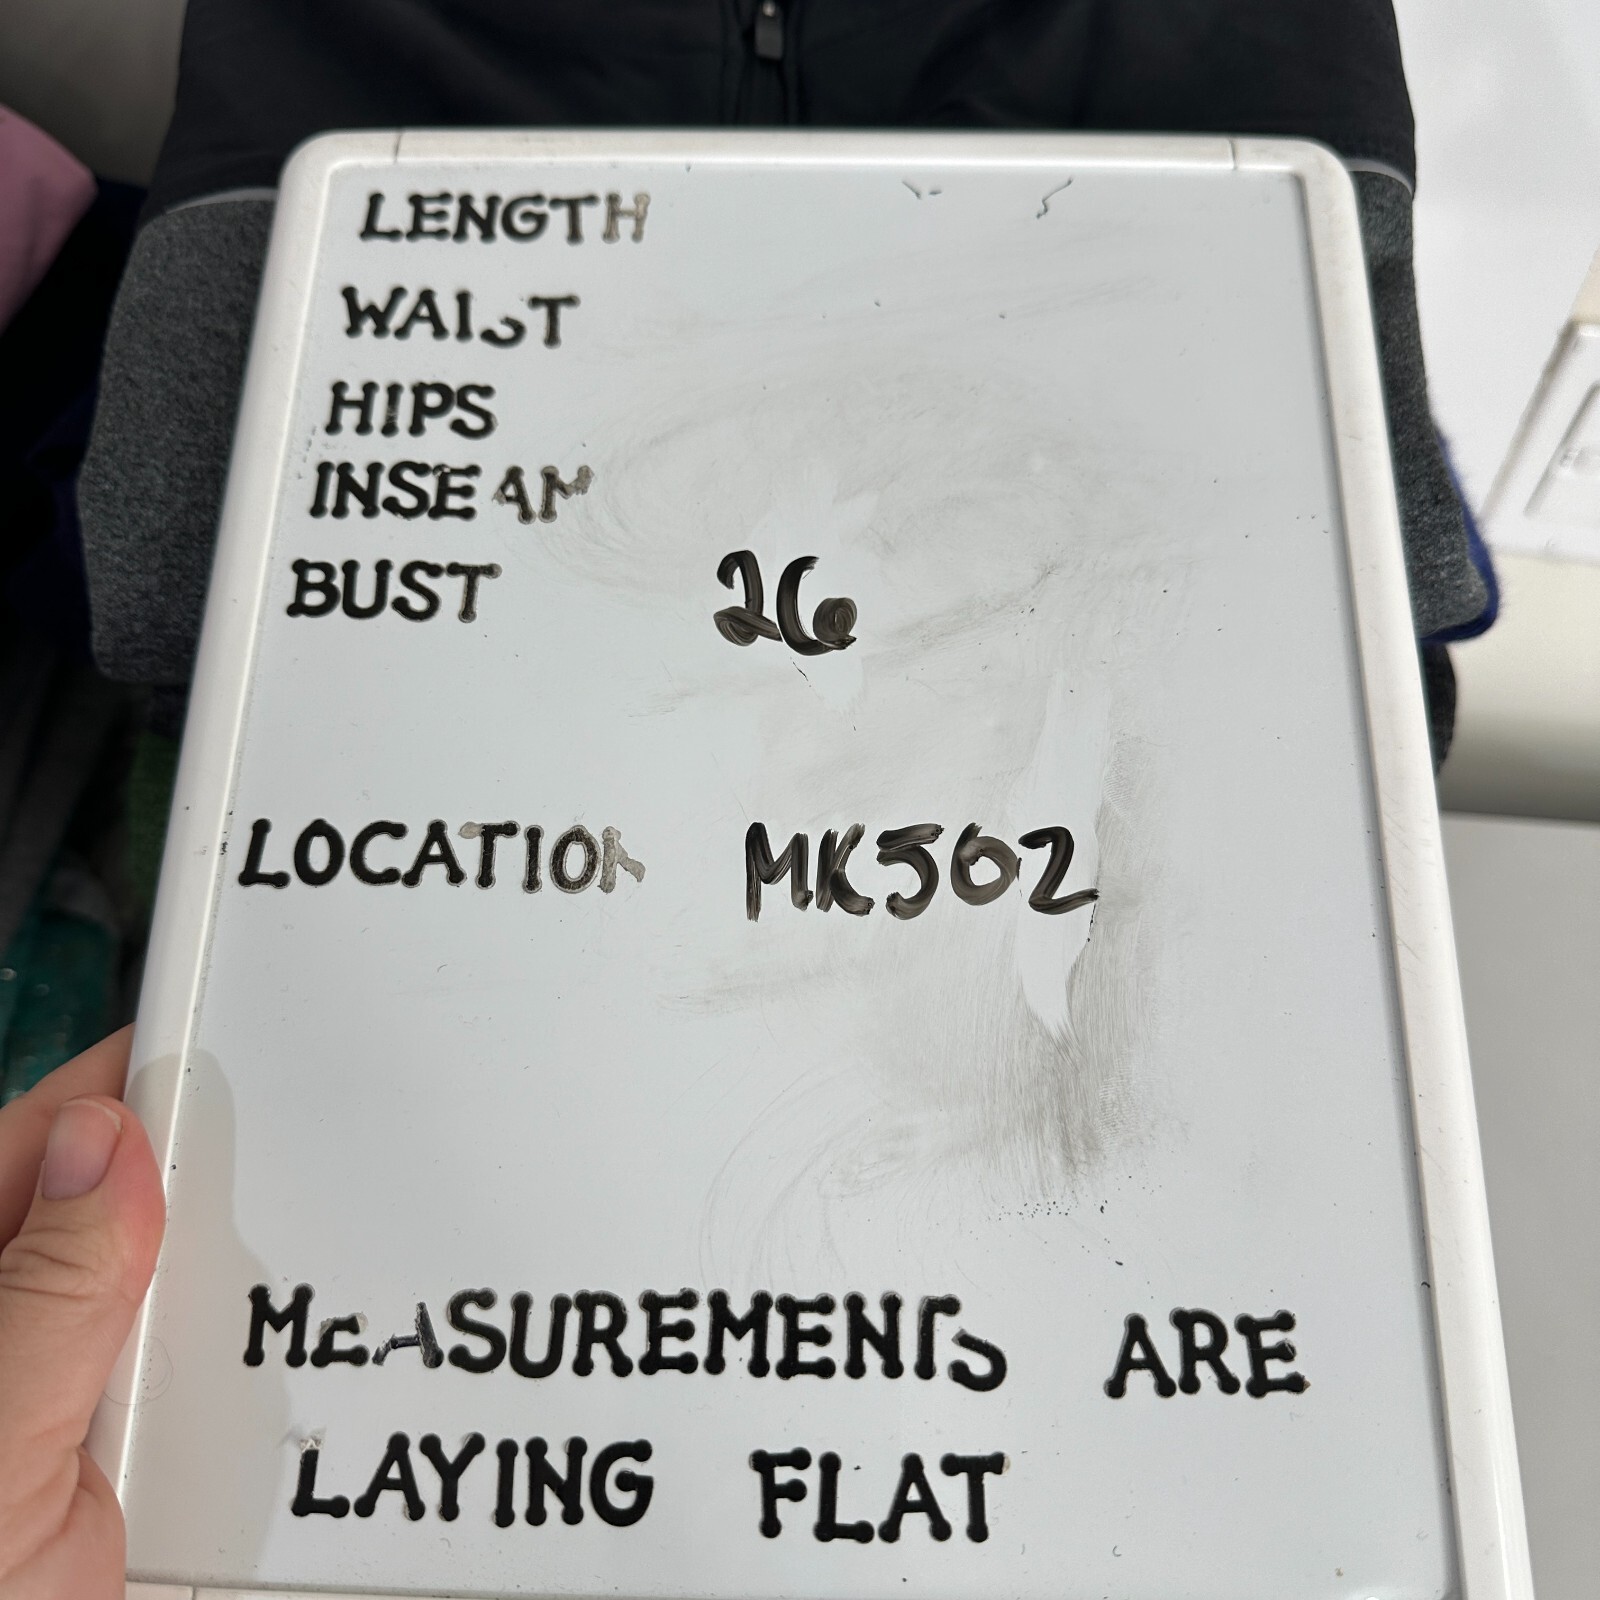 LENGTH
WAIST
HIPS
INSEAM
BUST 26
LOCATION MK502
MEASUREMENTS ARE
LAYING FLAT